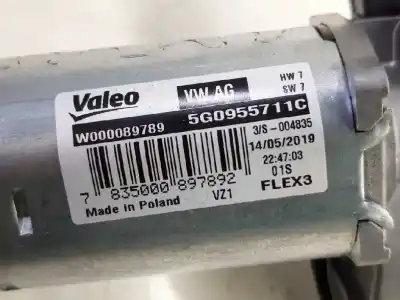 Valeo
VW AG
HW 7
SW 7
W000089789
5G0955711C
3/S-004835
14/05/2019
22:47:03
01S
7 835000 897892
VZ1
FLEX3
Made in Poland